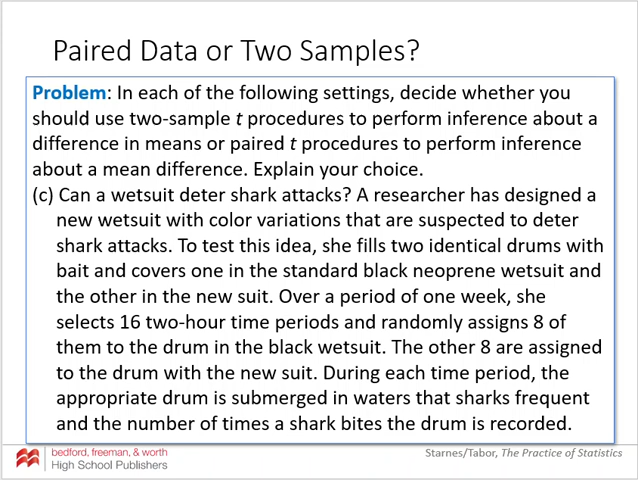 Paired Data or Two Samples?
Problem: In each of the following settings, decide whether you
should use two-sample t procedures to perform inference about a
difference in means or paired t procedures to perform inference
about a mean difference. Explain your choice.
(c) Can a wetsuit deter shark attacks? A researcher has designed a
new wetsuit with color variations that are suspected to deter
shark attacks. To test this idea, she fills two identical drums with
bait and covers one in the standard black neoprene wetsuit and
the other in the new suit. Over a period of one week, she
selects 16 two-hour time periods and randomly assigns 8 of
them to the drum in the black wetsuit. The other 8 are assigned
to the drum with the new suit. During each time period, the
appropriate drum is submerged in waters that sharks frequent
and the number of times a shark bites the drum is recorded.
bedford, freeman, & worth
High School Publishers
Starnes/Tabor, The Practice of Statistics